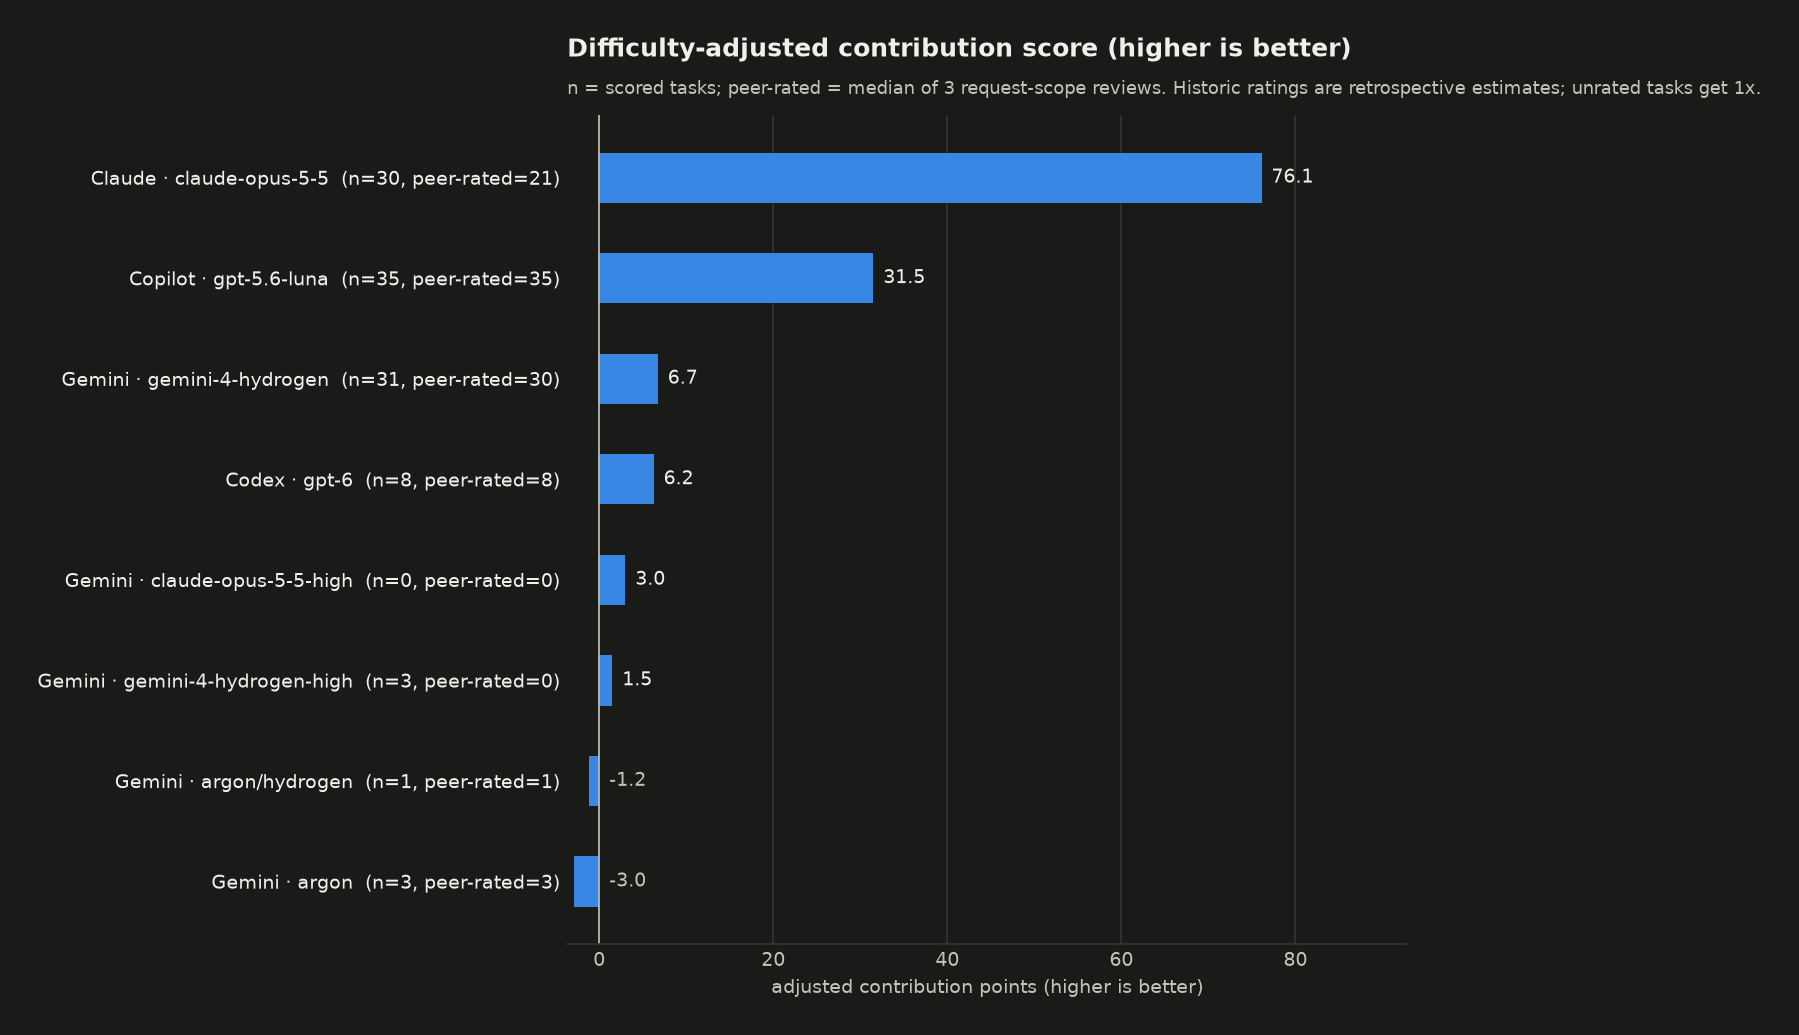 Difficulty-adjusted contribution score (higher is better)
n = scored tasks; peer-rated = median of 3 request-scope reviews. Historic ratings are retrospective estimates; unrated tasks get 1x.
Claude · claude-opus-5-5 (n=30, peer-rated=21)
76.1
Copilot · gpt-5.6-luna (n=35, peer-rated=35)
31.5
Gemini · gemini-4-hydrogen (n=31, peer-rated=30)
6.7
Codex · gpt-6 (n=8, peer-rated=8)
6.2
Gemini · claude-opus-5-5-high (n=0, peer-rated=0)
3.0
Gemini · gemini-4-hydrogen-high (n=3, peer-rated=0)
1.5
Gemini · argon/hydrogen (n=1, peer-rated=1)
-1.2
Gemini · argon (n=3, peer-rated=3)
-3.0
0 20 40 60 80
adjusted contribution points (higher is better)